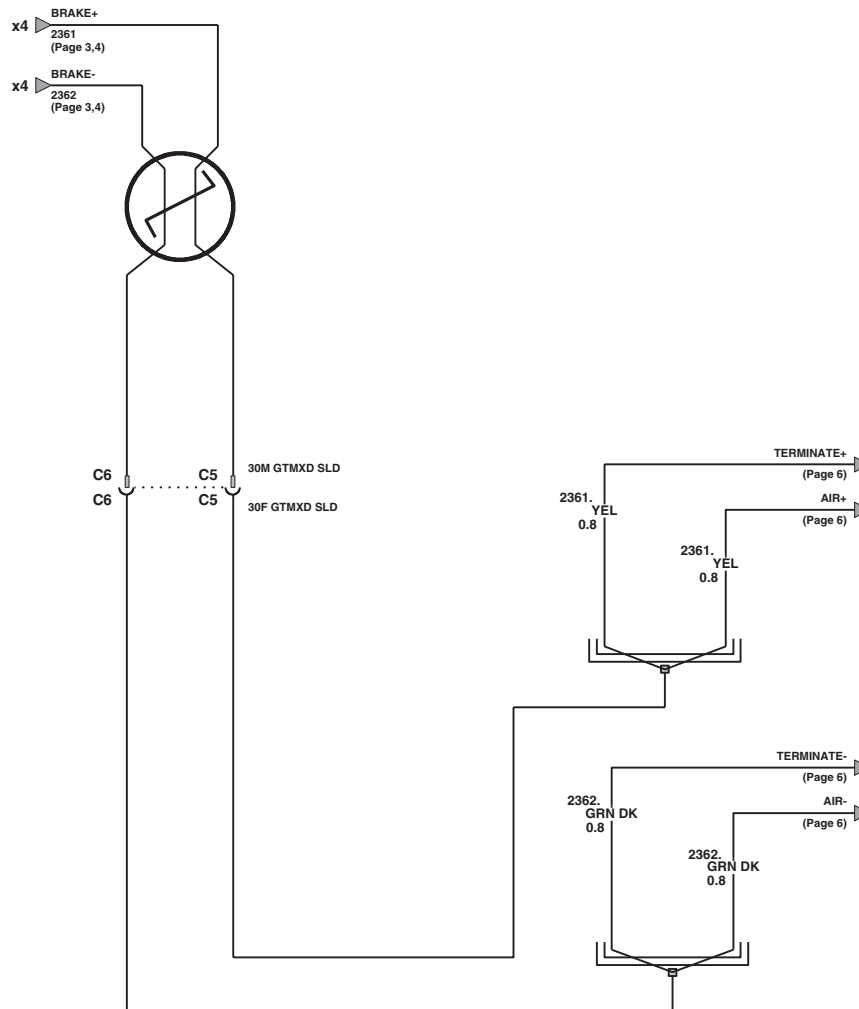 BRAKE+
x4
2361
(Page 3,4)
BRAKE-
x4
2362
(Page 3,4)
C6
C5
30M GTMXD SLD
C6
C5
30F GTMXD SLD
TERMINATE+
(Page 6)
AIR+
(Page 6)
2361.
YEL
0.8
2361.
YEL
0.8
TERMINATE-
(Page 6)
AIR-
(Page 6)
2362.
GRN DK
0.8
2362.
GRN DK
0.8